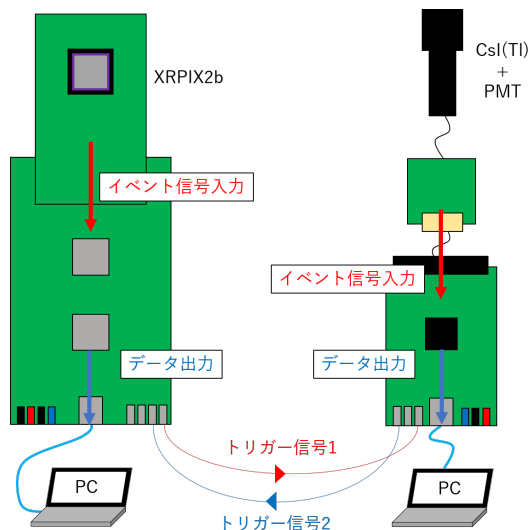 XRPIX2b
CsI(Tl)
+
PMT
イベント信号入力
イベント信号入力
データ出力
データ出力
トリガー信号1
トリガー信号2
PC
PC